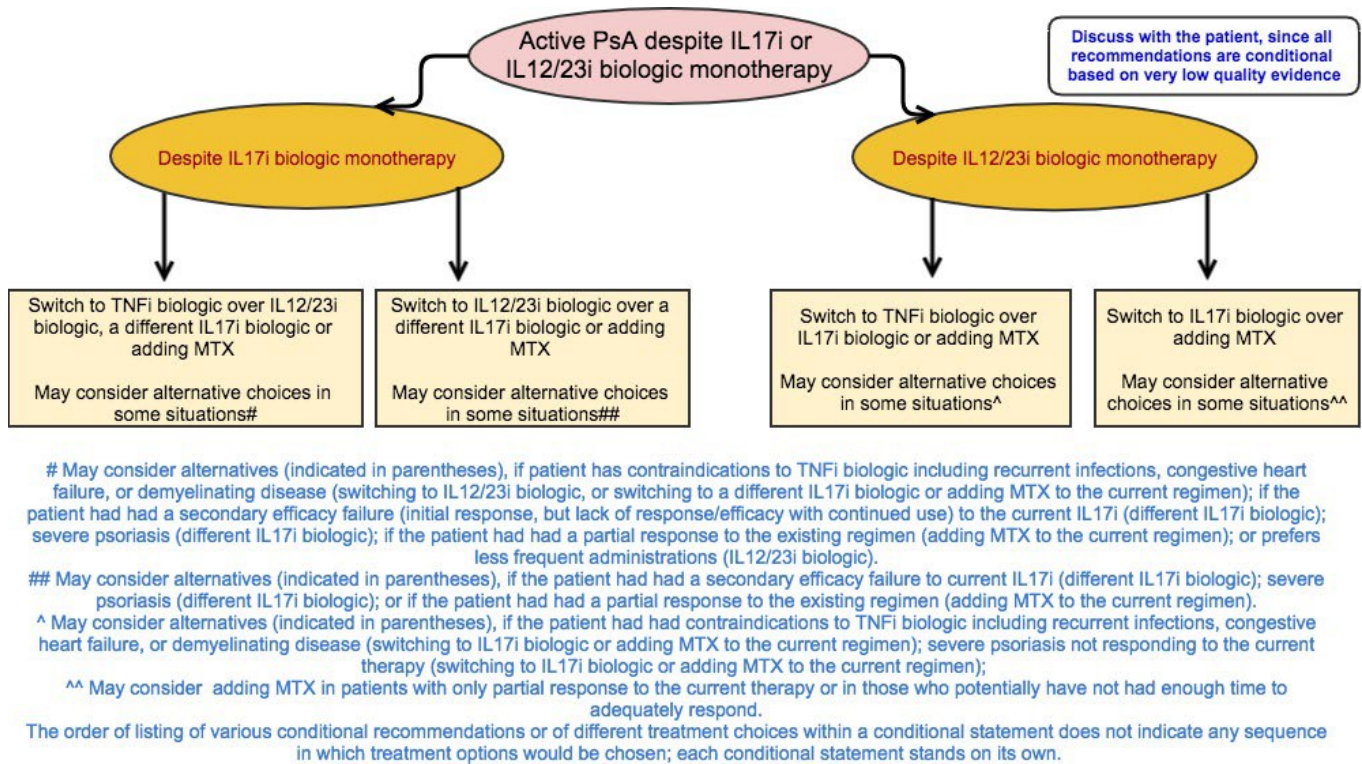 Active PsA despite IL17i or
IL12/23i biologic monotherapy
Discuss with the patient, since all
recommendations are conditional
based on very low quality evidence
Despite IL17i biologic monotherapy
Despite IL12/23i biologic monotherapy
Switch to TNFi biologic over IL12/23i
biologic, a different IL17i biologic or
adding MTX
May consider alternative choices in
some situations#
Switch to IL12/23i biologic over a
different IL17i biologic or adding
MTX
May consider alternative choices
in some situations##
Switch to TNFi biologic over
IL17i biologic or adding MTX
May consider alternative choices
in some situations^
Switch to IL17i biologic over
adding MTX
May consider alternative
choices in some situations^^
# May consider alternatives (indicated in parentheses), if patient has contraindications to TNFi biologic including recurrent infections, congestive heart
failure, or demyelinating disease (switching to IL12/23i biologic, or switching to a different IL17i biologic or adding MTX to the current regimen); if the
patient had had a secondary efficacy failure (initial response, but lack of response/efficacy with continued use) to the current IL17i (different IL17i biologic);
severe psoriasis (different IL17i biologic); if the patient had had a partial response to the existing regimen (adding MTX to the current regimen); or prefers
less frequent administrations (IL12/23i biologic).
## May consider alternatives (indicated in parentheses), if the patient had had a secondary efficacy failure to current IL17i (different IL17i biologic); severe
psoriasis (different IL17i biologic); or if the patient had had a partial response to the existing regimen (adding MTX to the current regimen).
^ May consider alternatives (indicated in parentheses), if the patient had had contraindications to TNFi biologic including recurrent infections, congestive
heart failure, or demyelinating disease (switching to IL17i biologic or adding MTX to the current regimen); severe psoriasis not responding to the current
therapy (switching to IL17i biologic or adding MTX to the current regimen);
^^ May consider adding MTX in patients with only partial response to the current therapy or in those who potentially have not had enough time to
adequately respond.
The order of listing of various conditional recommendations or of different treatment choices within a conditional statement does not indicate any sequence
in which treatment options would be chosen; each conditional statement stands on its own.